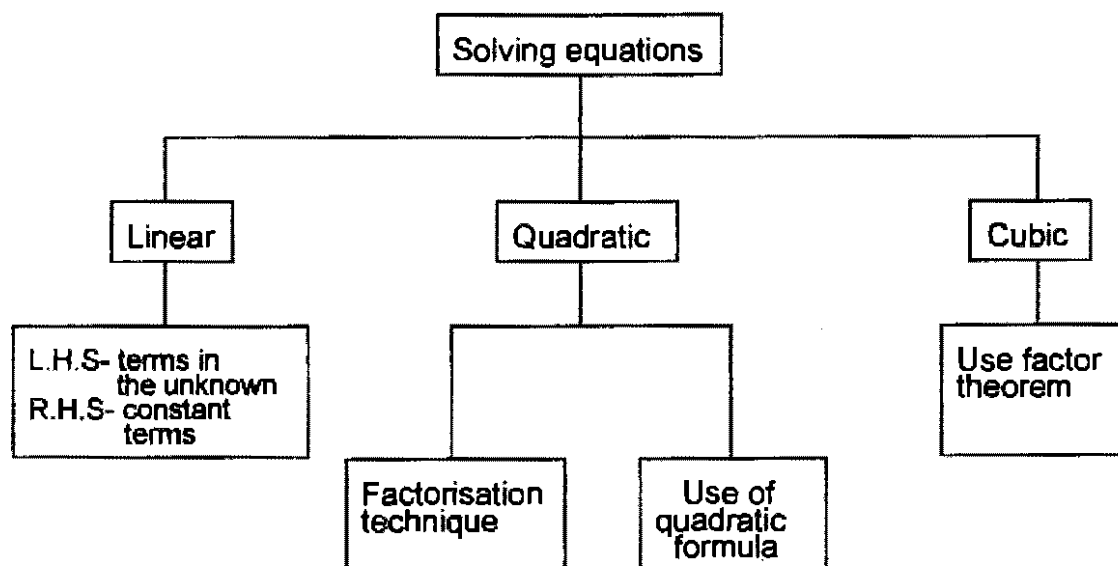 Solving equations
Linear
Quadratic
Cubic
L.H.S- terms in
the unknown
R.H.S- constant
terms
Use factor
theorem
Factorisation
technique
Use of
quadratic
formula